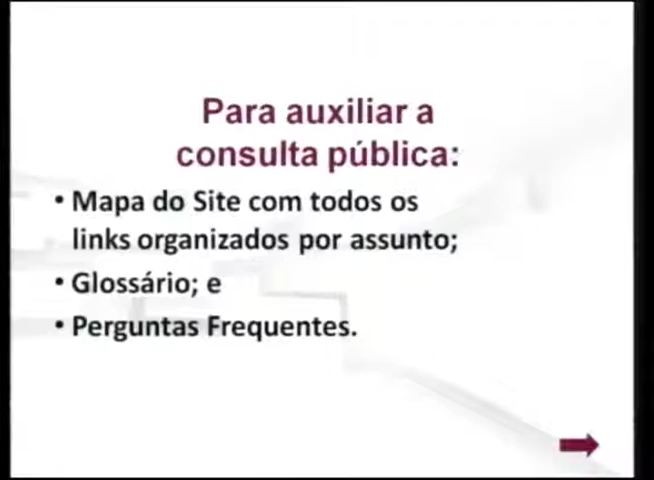 Para auxiliar a
consulta pública:
• Mapa do Site com todos os
links organizados por assunto;
• Glossário; e
• Perguntas Frequentes.